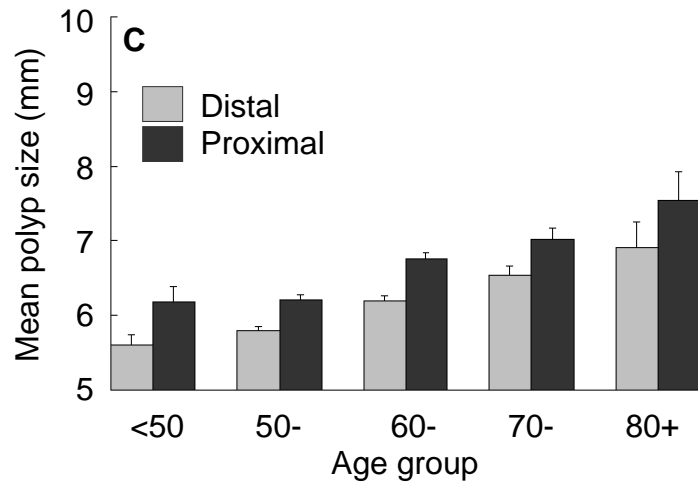 C
Distal
Proximal
Mean polyp size (mm)
10
9
8
7
6
5
<50 50- 60- 70- 80+
Age group